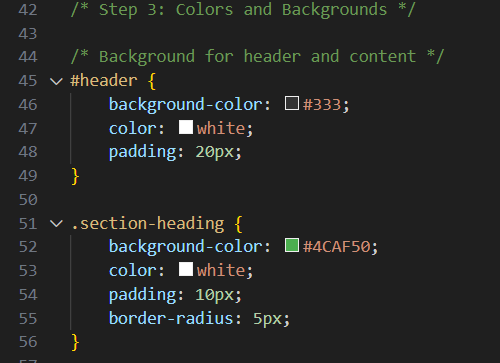 42 /* Step 3: Colors and Backgrounds */
43
44 /* Background for header and content */
45 #header {
46 background-color: #333;
47 color: white;
48 padding: 20px;
49 }
50
51 .section-heading {
52 background-color: #4CAF50;
53 color: white;
54 padding: 10px;
55 border-radius: 5px;
56 }